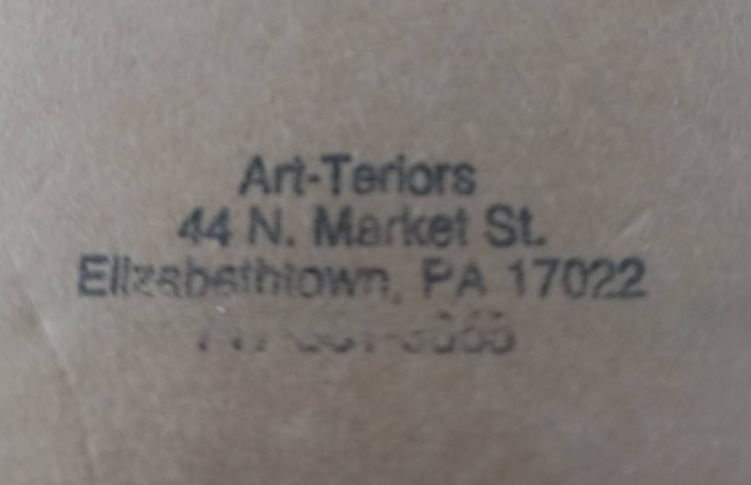 Art-Teriors
44 N. Market St.
Elizabethtown, PA 17022